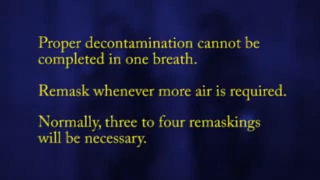 Proper decontamination cannot be
completed in one breath.
Remask whenever more air is required.
Normally, three to four remaskings
will be necessary.